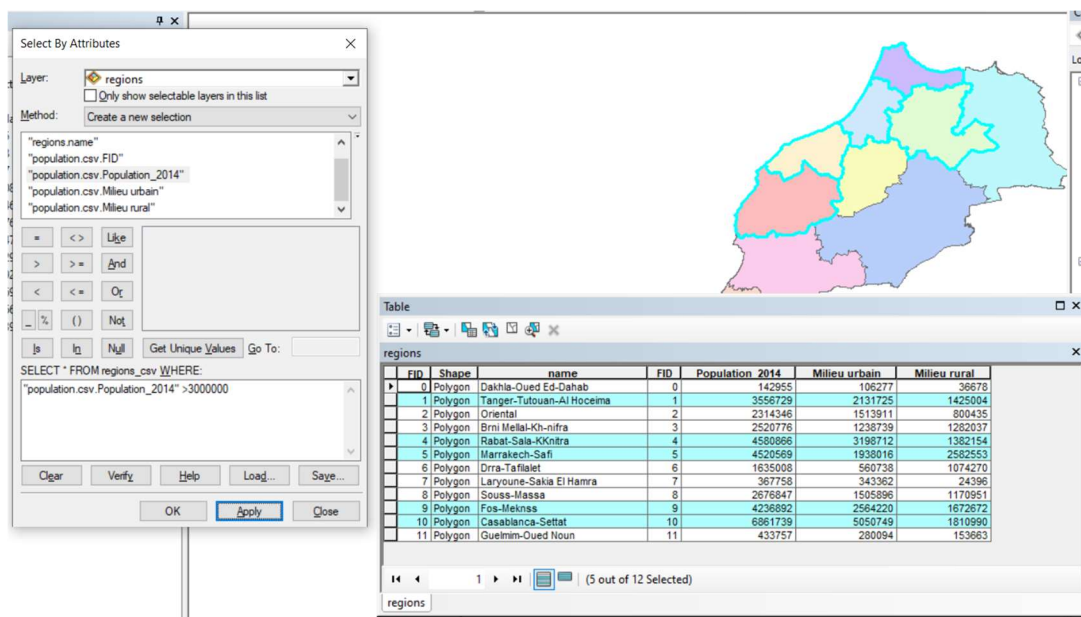 Select By Attributes
Layer: regions
Only show selectable layers in this list
Method: Create a new selection
"regions.name"
"population.csv.FID"
"population.csv.Population_2014"
"population.csv.Milieu urbain"
"population.csv.Milieu rural"
= <> Like
> >= And
< <= Or
_ % () Not
Is In Null Get Unique Values Go To:
SELECT * FROM regions_csv WHERE:
"population.csv.Population_2014" >3000000
Clear Verify Help Load... Save...
OK Apply Close
Table
regions
FID Shape name FID Population 2014 Milieu urbain Milieu rural
0 Polygon Dakhla-Oued Ed-Dahab 0 142955 106277 36678
1 Polygon Tanger-Tutouan-Al Hoceima 1 3556729 2131725 1425004
2 Polygon Oriental 2 2314346 1513911 800435
3 Polygon Brni Mellal-Kh-nifra 3 2520776 1238739 1282037
4 Polygon Rabat-Sala-KKnitra 4 4580866 3198712 1382154
5 Polygon Marrakech-Safi 5 4520569 1938016 2582553
6 Polygon Drra-Tafilalet 6 1635008 560738 1074270
7 Polygon Laryoune-Sakia El Hamra 7 367758 343362 24396
8 Polygon Souss-Massa 8 2676847 1505896 1170951
9 Polygon Fos-Meknss 9 4236892 2564220 1672672
10 Polygon Casablanca-Settat 10 6861739 5050749 1810990
11 Polygon Guelmim-Oued Noun 11 433757 280094 153663
1 (5 out of 12 Selected)
regions